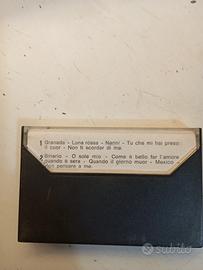 1 Granada - Luna rossa - Nanni' - Tu che mi hai preso
il cuor - Non ti scordar di me.
2 Binario - O sole mio - Come è bello far l'amore
quando è sera - Quando il giorno muor - Mexico -
Non pensare a me.
subito